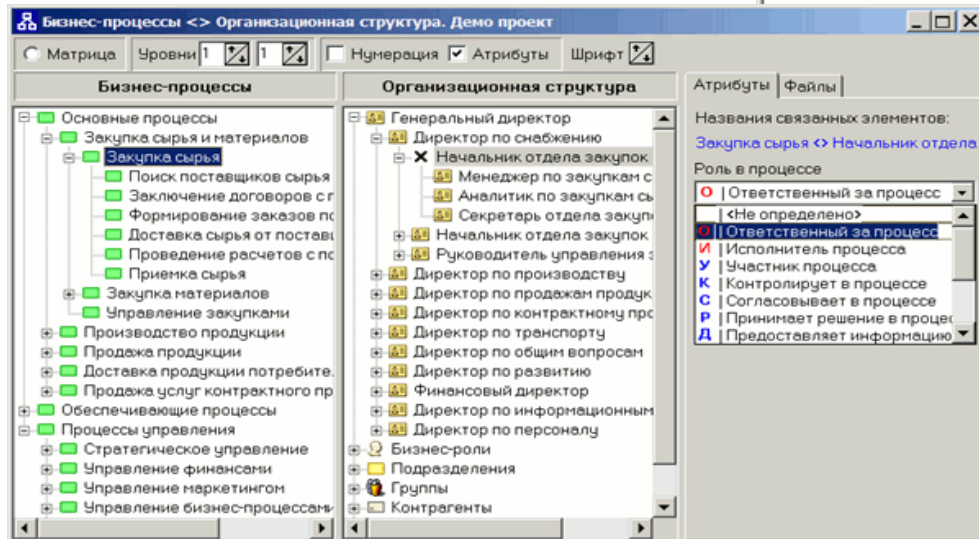 Бизнес-процессы <> Организационная структура. Демо проект
Матрица Уровни 1 1 Нумерация Атрибуты Шрифт
Бизнес-процессы
Основные процессы
Закупка сырья и материалов
Закупка сырья
Поиск поставщиков сырья
Заключение договоров с г
Формирование заказов по
Доставка сырья от постави
Проведение расчетов с по
Приемка сырья
Закупка материалов
Управление закупками
Производство продукции
Продажа продукции
Доставка продукции потребите.
Продажа услуг контрактного пр
Обеспечивающие процессы
Процессы управления
Стратегическое управление
Управление финансами
Управление маркетингом
Управление бизнес-процессами
Организационная структура
Генеральный директор
Директор по снабжению
Начальник отдела закупок
Менеджер по закупкам с
Аналитик по закупкам сь
Секретарь отдела закупк
Начальник отдела закупок
Руководитель управления з
Директор по производству
Директор по продажам продук
Директор по контрактному про
Директор по транспорту
Директор по общим вопросам
Директор по развитию
Финансовый директор
Директор по информационным
Директор по персоналу
Бизнес-роли
Подразделения
Группы
Контрагенты
Атрибуты Файлы
Названия связанных элементов:
Закупка сырья <> Начальник отдела
Роль в процессе
О | Ответственный за процесс
| <Не определено>
О | Ответственный за процесс
И | Исполнитель процесса
У | Участник процесса
К | Контролирует в процессе
С | Согласовывает в процессе
Р | Принимает решение в процес
Д | Предоставляет информацию